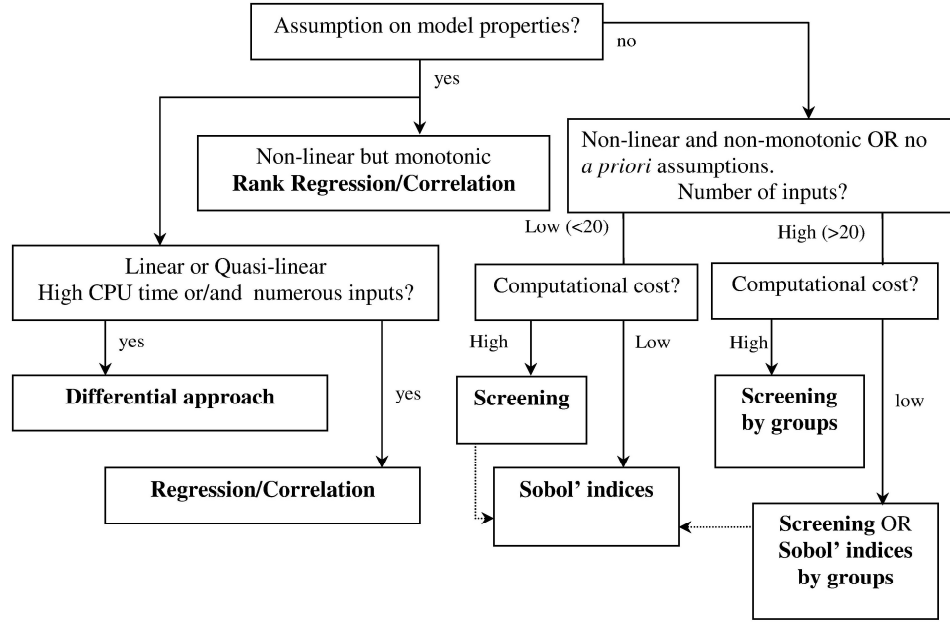 Assumption on model properties?
no
yes
Non-linear but monotonic
Rank Regression/Correlation
Non-linear and non-monotonic OR no
a priori assumptions.
Number of inputs?
Low (<20)
High (>20)
Linear or Quasi-linear
High CPU time or/and numerous inputs?
Computational cost?
Computational cost?
yes
High
Low
High
Differential approach
yes
Screening
Screening
by groups
low
Regression/Correlation
Sobol' indices
Screening OR
Sobol' indices
by groups